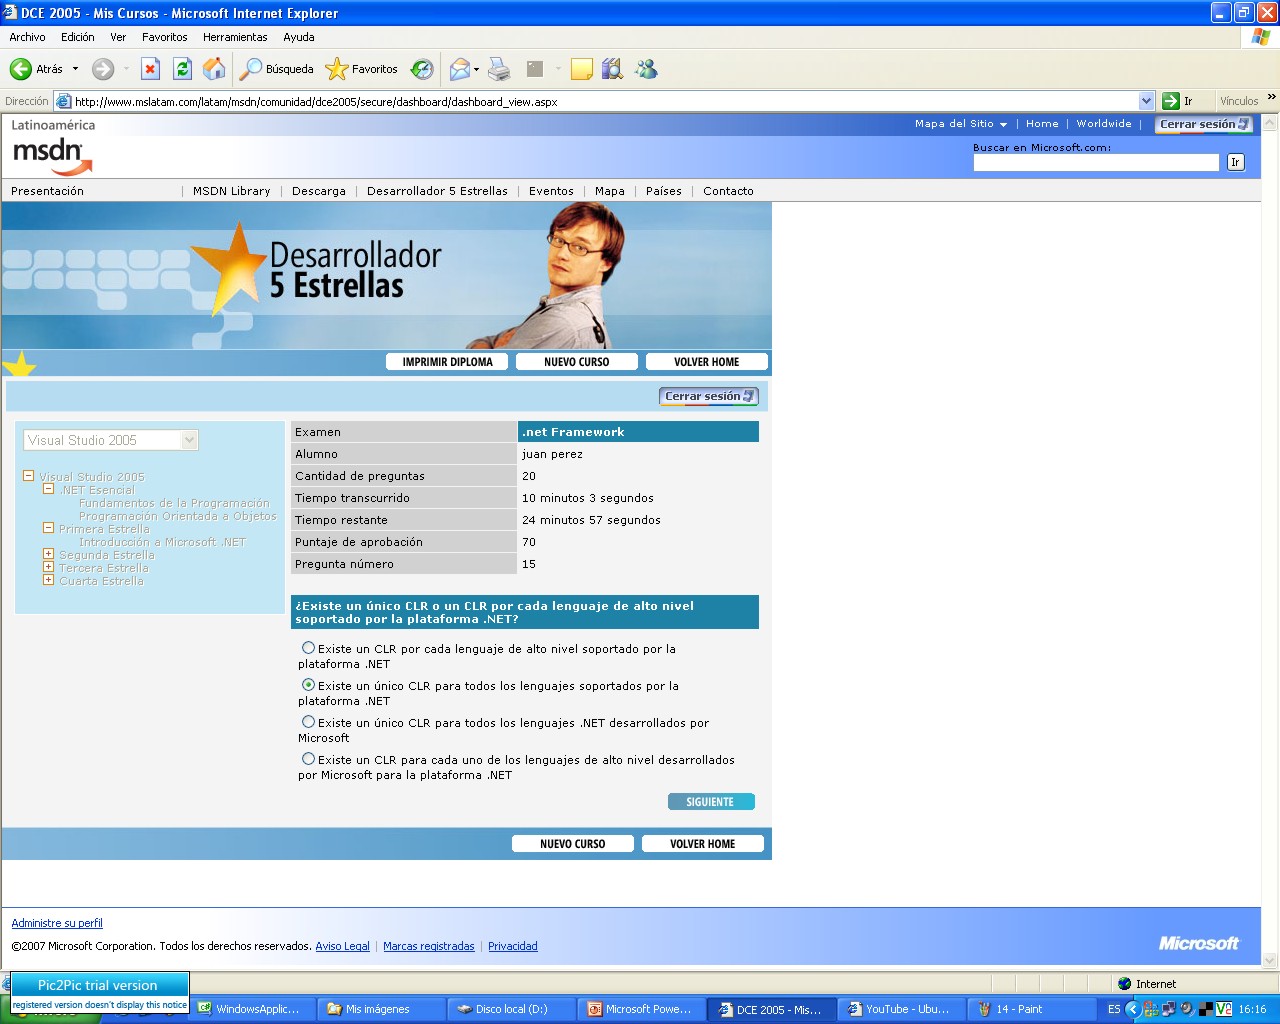 DCE 2005 - Mis Cursos - Microsoft Internet Explorer
Archivo Edición Ver Favoritos Herramientas Ayuda
Atrás Búsqueda Favoritos
Dirección http://www.mslatam.com/latam/msdn/comunidad/dce2005/secure/dashboard/dashboard_view.aspx Ir Vínculos »
Latinoamérica
msdn
Mapa del Sitio | Home | Worldwide | Cerrar sesión
Buscar en Microsoft.com:
Ir
Presentación | MSDN Library | Descarga | Desarrollador 5 Estrellas | Eventos | Mapa | Países | Contacto
Desarrollador
5 Estrellas
IMPRIMIR DIPLOMA NUEVO CURSO VOLVER HOME
Cerrar sesión
Visual Studio 2005
Visual Studio 2005
.NET Esencial
Fundamentos de la Programación
Programación Orientada a Objetos
Primera Estrella
Introducción a Microsoft .NET
Segunda Estrella
Tercera Estrella
Cuarta Estrella
Examen .net Framework
Alumno juan perez
Cantidad de preguntas 20
Tiempo transcurrido 10 minutos 3 segundos
Tiempo restante 24 minutos 57 segundos
Puntaje de aprobación 70
Pregunta número 15
¿Existe un único CLR o un CLR por cada lenguaje de alto nivel
soportado por la plataforma .NET?
Existe un CLR por cada lenguaje de alto nivel soportado por la
plataforma .NET
Existe un único CLR para todos los lenguajes soportados por la
plataforma .NET
Existe un único CLR para todos los lenguajes .NET desarrollados por
Microsoft
Existe un CLR para cada uno de los lenguajes de alto nivel desarrollados
por Microsoft para la plataforma .NET
SIGUIENTE
NUEVO CURSO VOLVER HOME
Administre su perfil
©2007 Microsoft Corporation. Todos los derechos reservados. Aviso Legal | Marcas registradas | Privacidad
Microsoft
Internet
Pic2Pic trial version
registered version doesn't display this notice
WindowsApplic... Mis imágenes Disco local (D:) Microsoft Powe... DCE 2005 - Mis... YouTube - Ubu... 14 - Paint ES 16:16